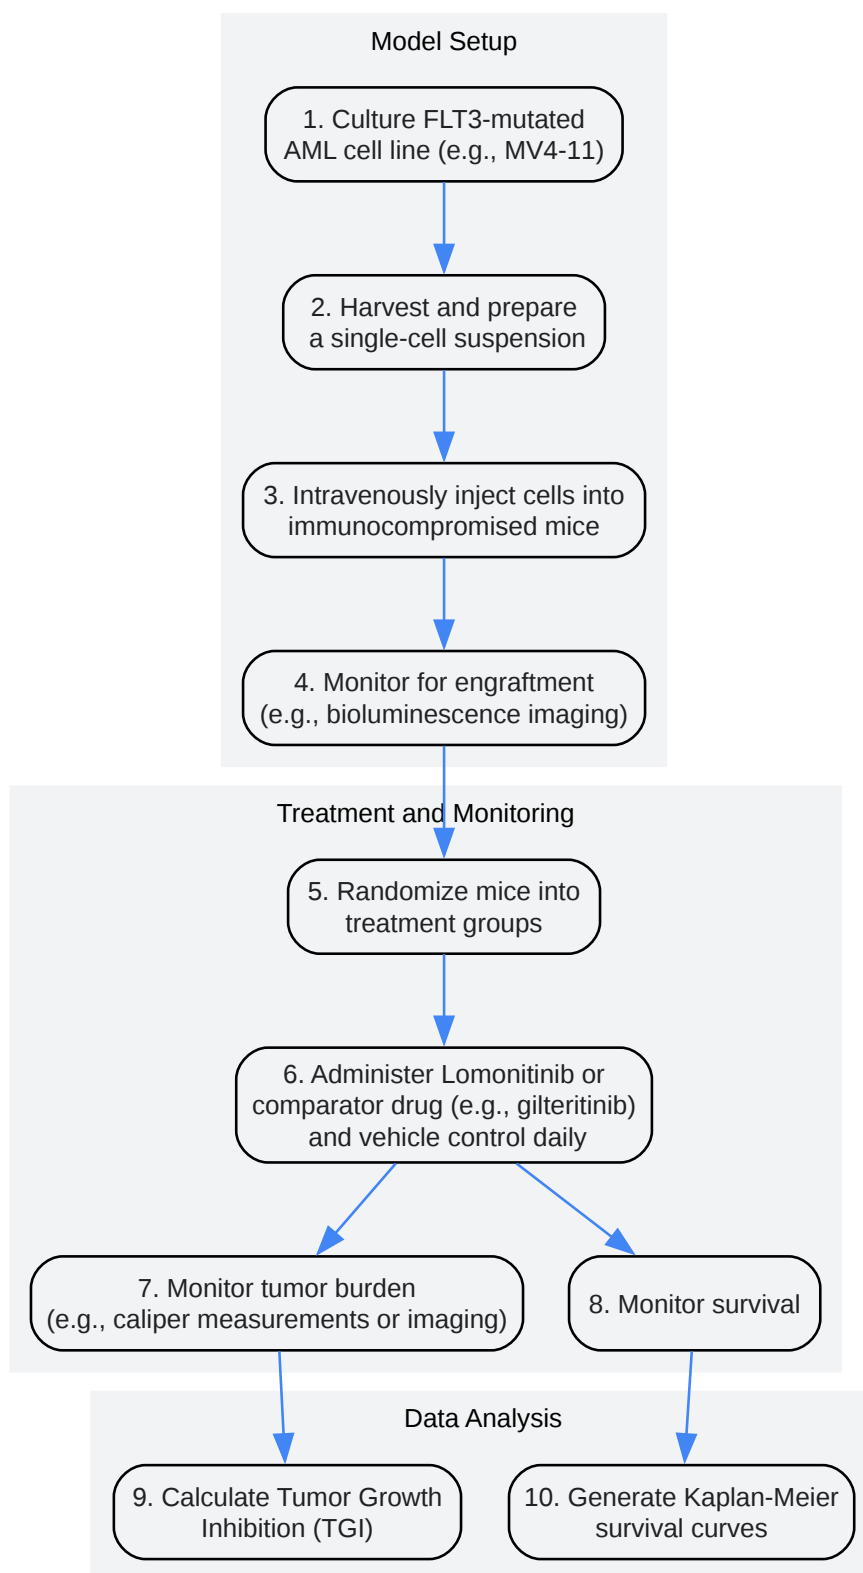 Model Setup
1. Culture FLT3-mutated
AML cell line (e.g., MV4-11)
2. Harvest and prepare
a single-cell suspension
3. Intravenously inject cells into
immunocompromised mice
4. Monitor for engraftment
(e.g., bioluminescence imaging)
Treatment and Monitoring
5. Randomize mice into
treatment groups
6. Administer Lomonitinib or
comparator drug (e.g., gilteritinib)
and vehicle control daily
7. Monitor tumor burden
(e.g., caliper measurements or imaging)
8. Monitor survival
Data Analysis
9. Calculate Tumor Growth
Inhibition (TGI)
10. Generate Kaplan-Meier
survival curves